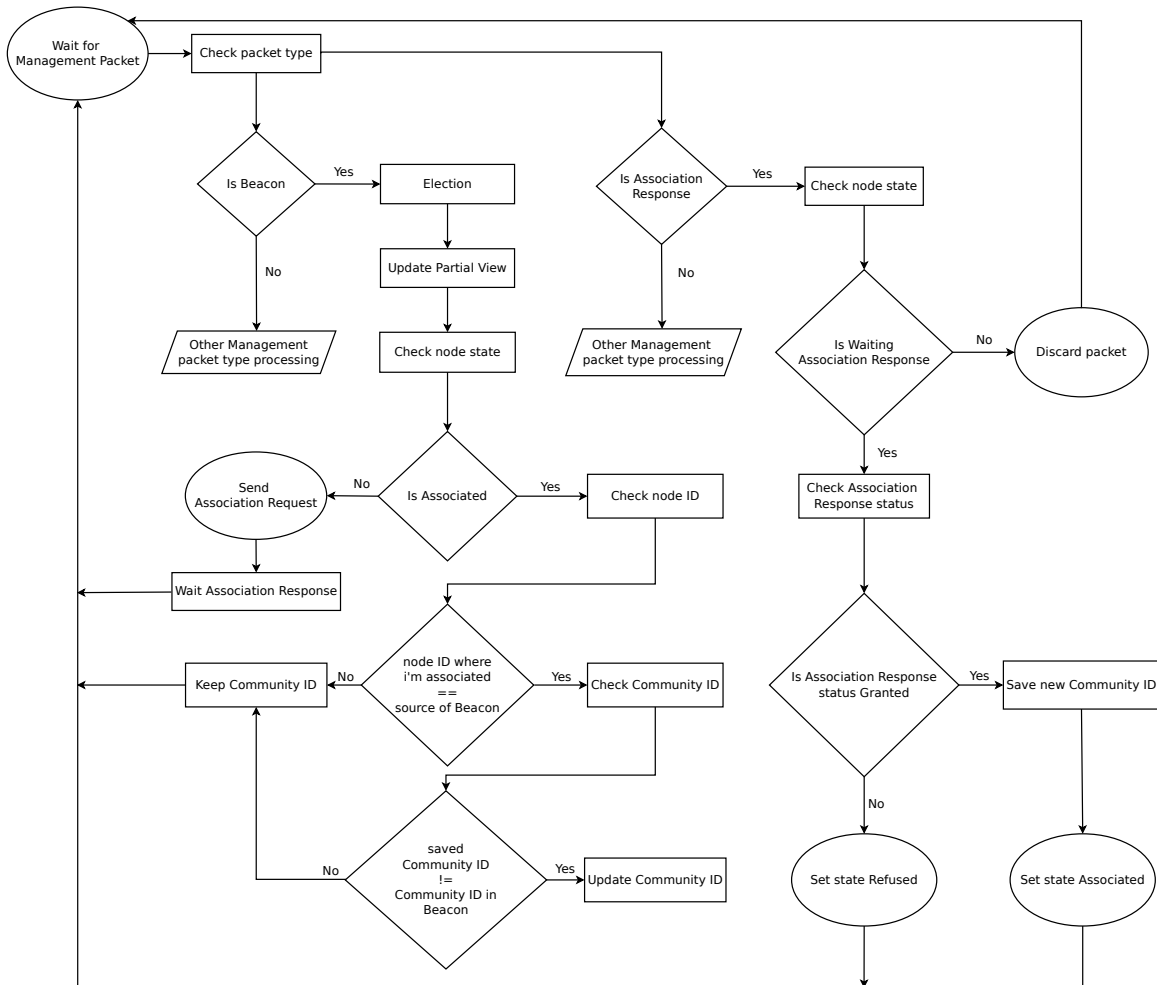 Wait for
Management Packet
Check packet type
Is Beacon
Yes
Election
No
Update Partial View
Other Management
packet type processing
Check node state
Is Association
Response
Yes
Check node state
No
Other Management
packet type processing
Is Waiting
Association Response
No
Discard packet
Yes
Check Association
Response status
Send
Association Request
No
Is Associated
Yes
Check node ID
Wait Association Response
Keep Community ID
No
node ID where
i'm associated
==
source of Beacon
Yes
Check Community ID
Is Association Response
status Granted
Yes
Save new Community ID
No
No
saved
Community ID
!=
Community ID in
Beacon
Yes
Update Community ID
Set state Refused
Set state Associated